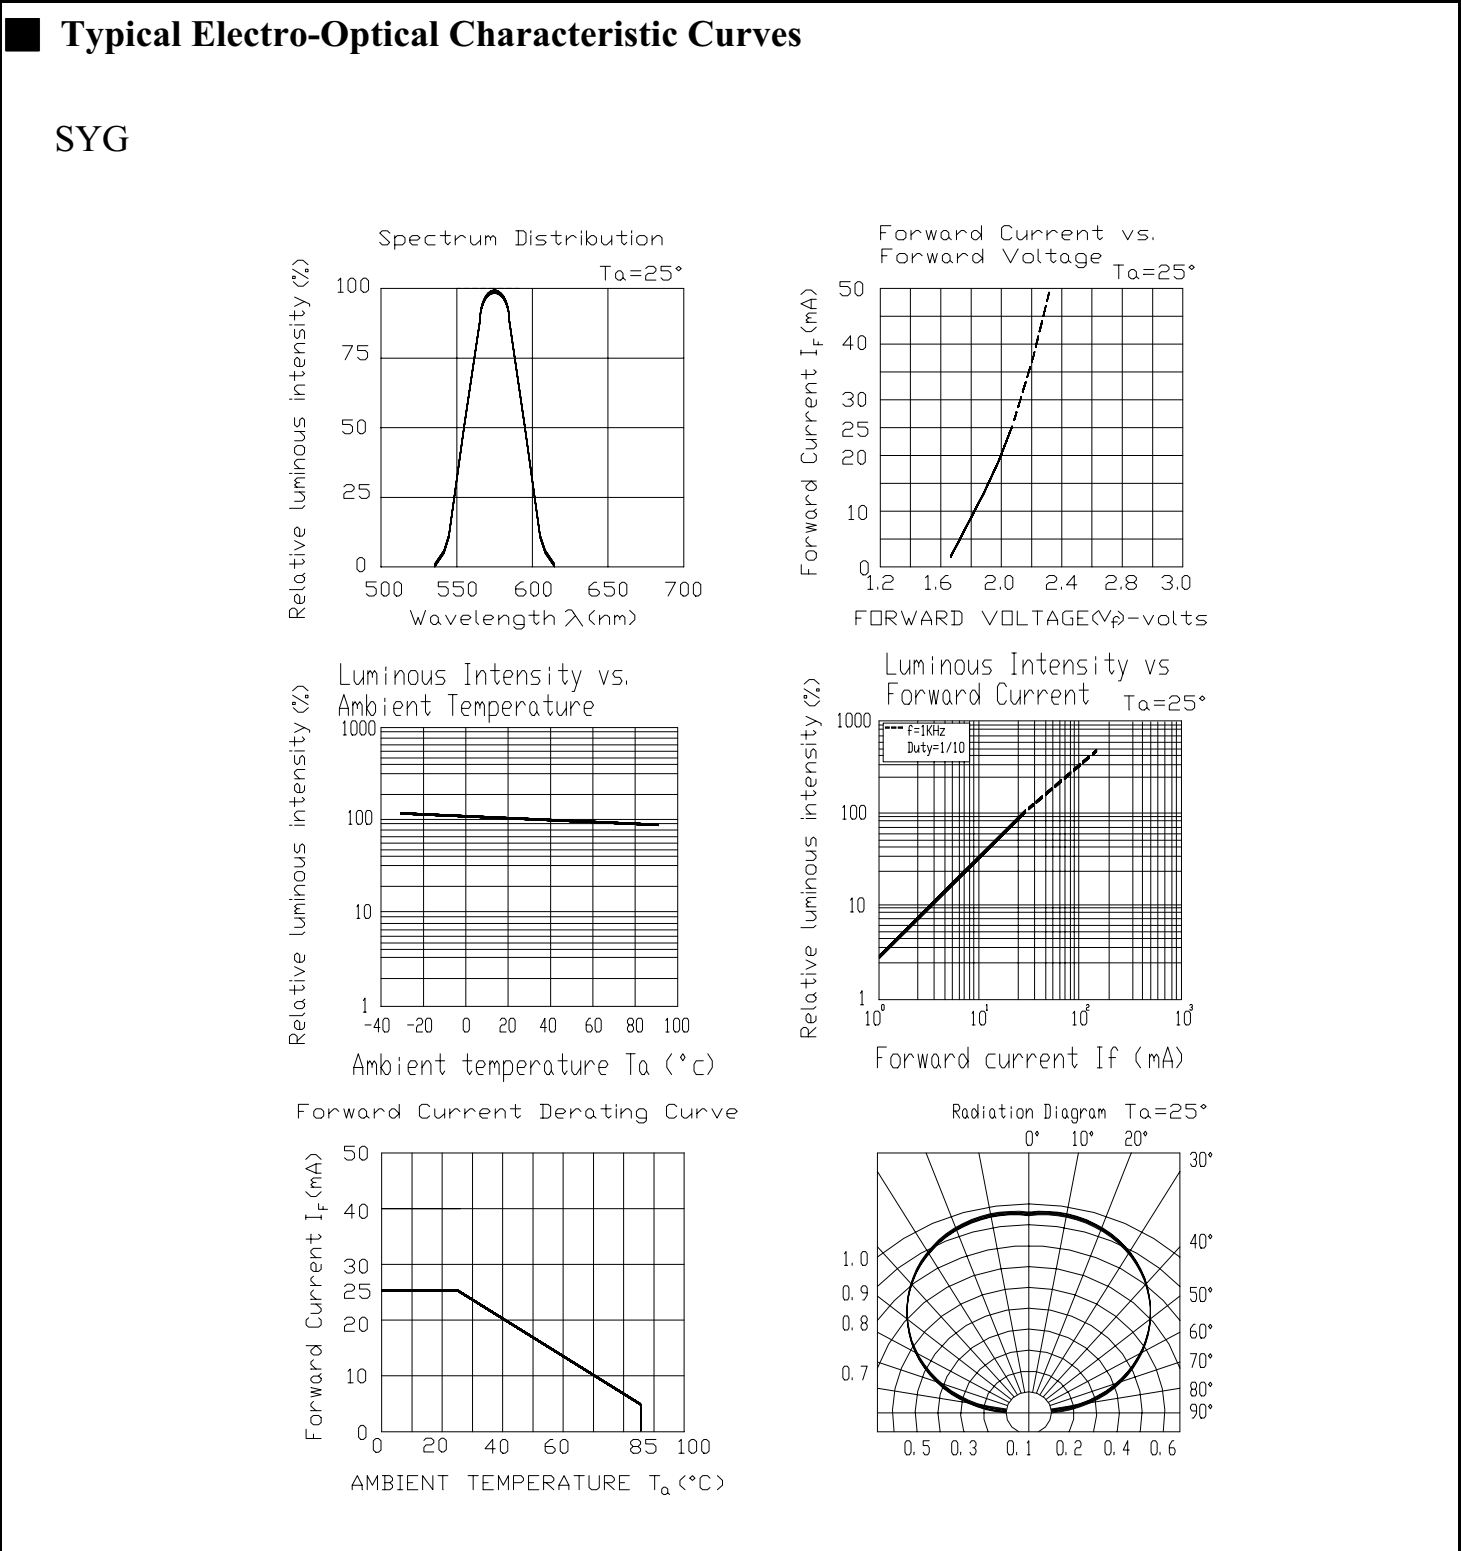 Typical Electro-Optical Characteristic Curves
SYG
Spectrum Distribution
Ta=25°
Relative luminous intensity (%)
100
75
50
25
0
500 550 600 650 700
Wavelength λ(nm)
Forward Current vs.
Forward Voltage
Ta=25°
Forward Current IF(mA)
50
40
30
25
20
10
0
1.2 1.6 2.0 2.4 2.8 3.0
FORWARD VOLTAGE(Vf)-volts
Luminous Intensity vs.
Ambient Temperature
Relative luminous intensity (%)
1000
100
10
1
-40 -20 0 20 40 60 80 100
Ambient temperature Ta (°C)
Luminous Intensity vs
Forward Current
Ta=25°
Relative luminous intensity (%)
1000
f=1KHz
Duty=1/10
100
10
1
10⁰ 10¹ 10² 10³
Forward current If (mA)
Forward Current Derating Curve
Forward Current IF(mA)
50
40
30
25
20
10
0
0 20 40 60 85 100
AMBIENT TEMPERATURE Ta(°C)
Radiation Diagram Ta=25°
0° 10° 20°
30°
40°
50°
60°
70°
80°
90°
1.0
0.9
0.8
0.7
0.5 0.3 0.1 0.2 0.4 0.6